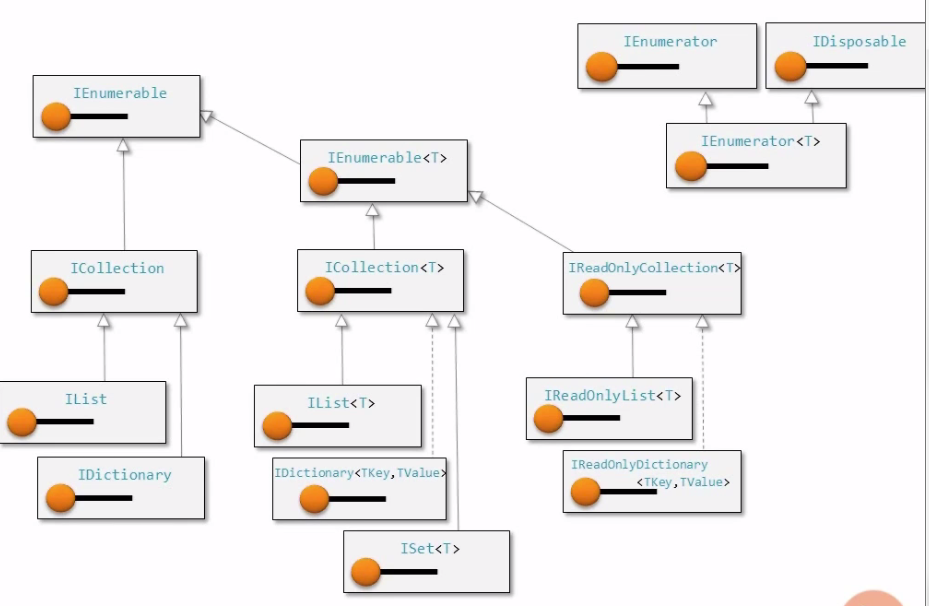 IEnumerator
IDisposable
IEnumerable
IEnumerator<T>
IEnumerable<T>
ICollection
ICollection<T>
IReadOnlyCollection<T>
IList
IList<T>
IReadOnlyList<T>
IDictionary
IDictionary<TKey,TValue>
IReadOnlyDictionary
<TKey,TValue>
ISet<T>